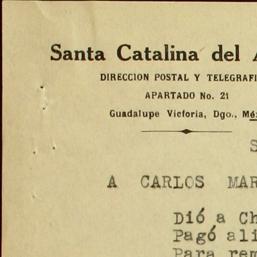 Santa Catalina del
DIRECCION POSTAL Y TELEGRAFI
APARTADO No. 21
Guadalupe Victoria, Dgo., Méx
S
A CARLOS MAR
Dió a Ch
Pagó ali
Para rem